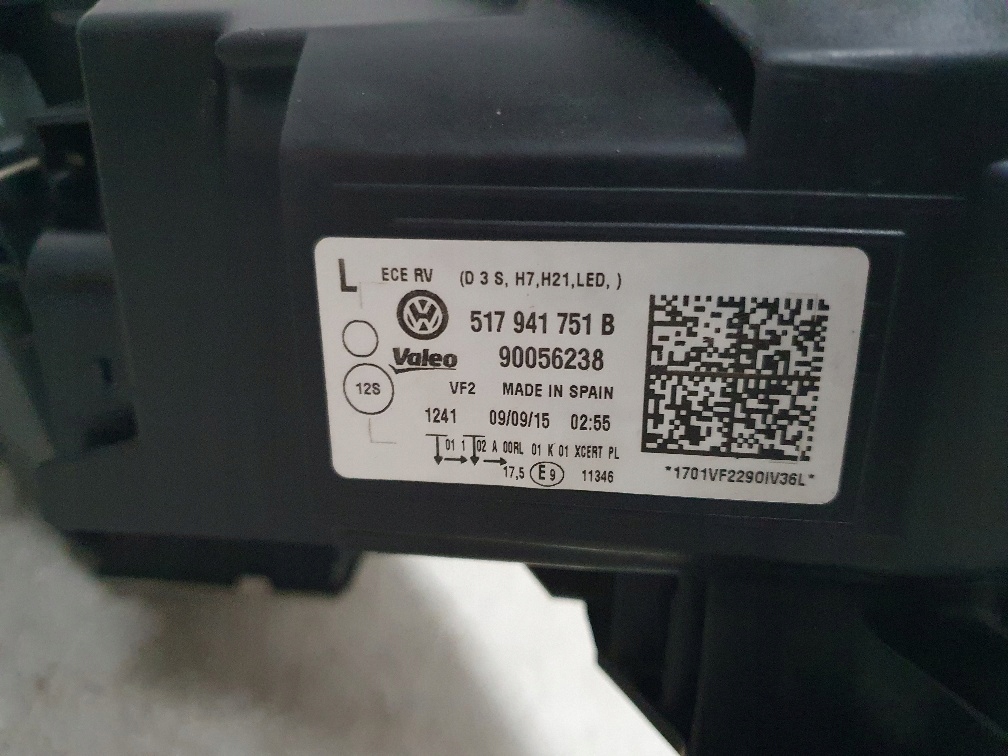 L ECE RV (D 3 S, H7,H21,LED, )
517 941 751 B
Valeo 90056238
12S
VF2 MADE IN SPAIN
1241 09/09/15 02:55
01 1 02 A 00RL 01 K 01 XCERT PL
17,5 E9 11346
*1701VF2290IV36L*